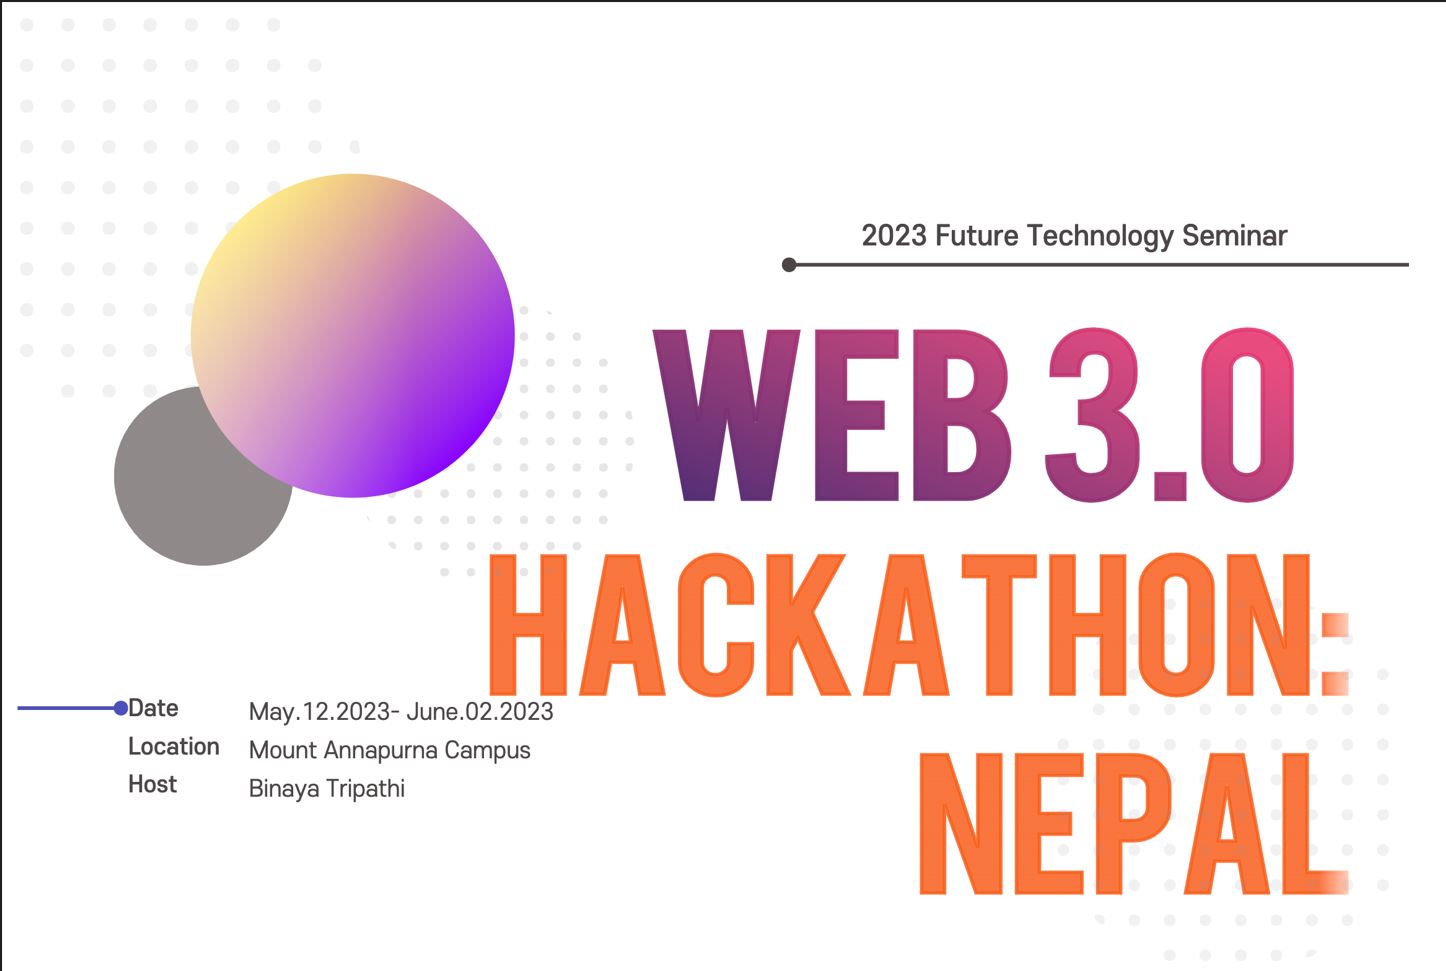 2023 Future Technology Seminar
WEB 3.0
HACKATHON:
NEPAL
Date May.12.2023- June.02.2023
Location Mount Annapurna Campus
Host Binaya Tripathi